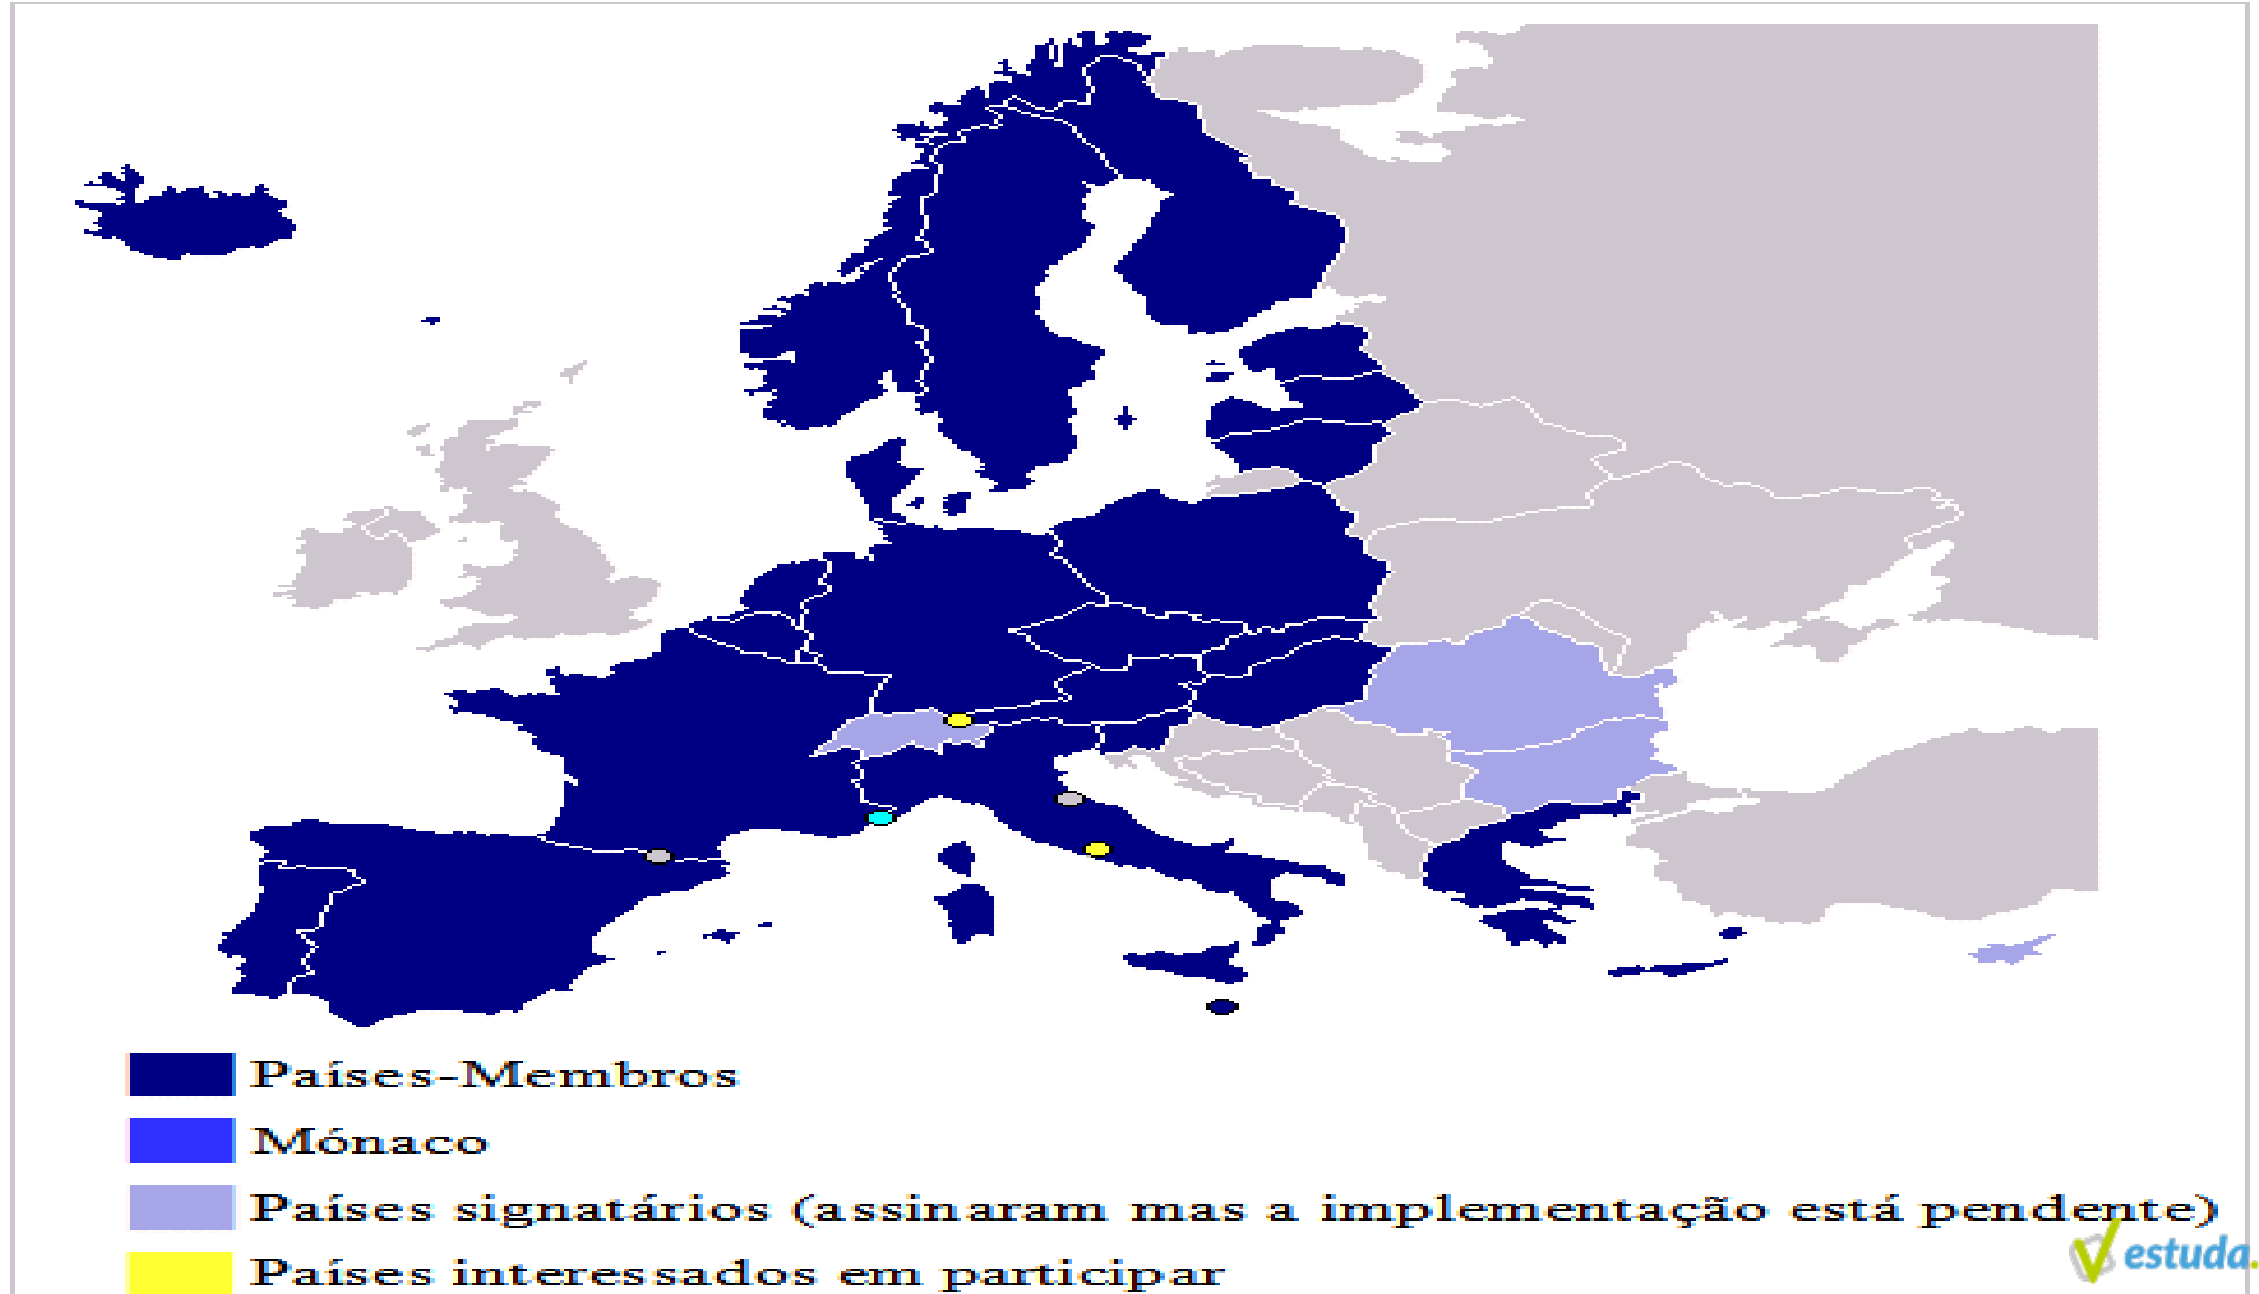 Países-Membros
Mónaco
Países signatários (assinaram mas a implementação está pendente)
Países interessados em participar
estuda.